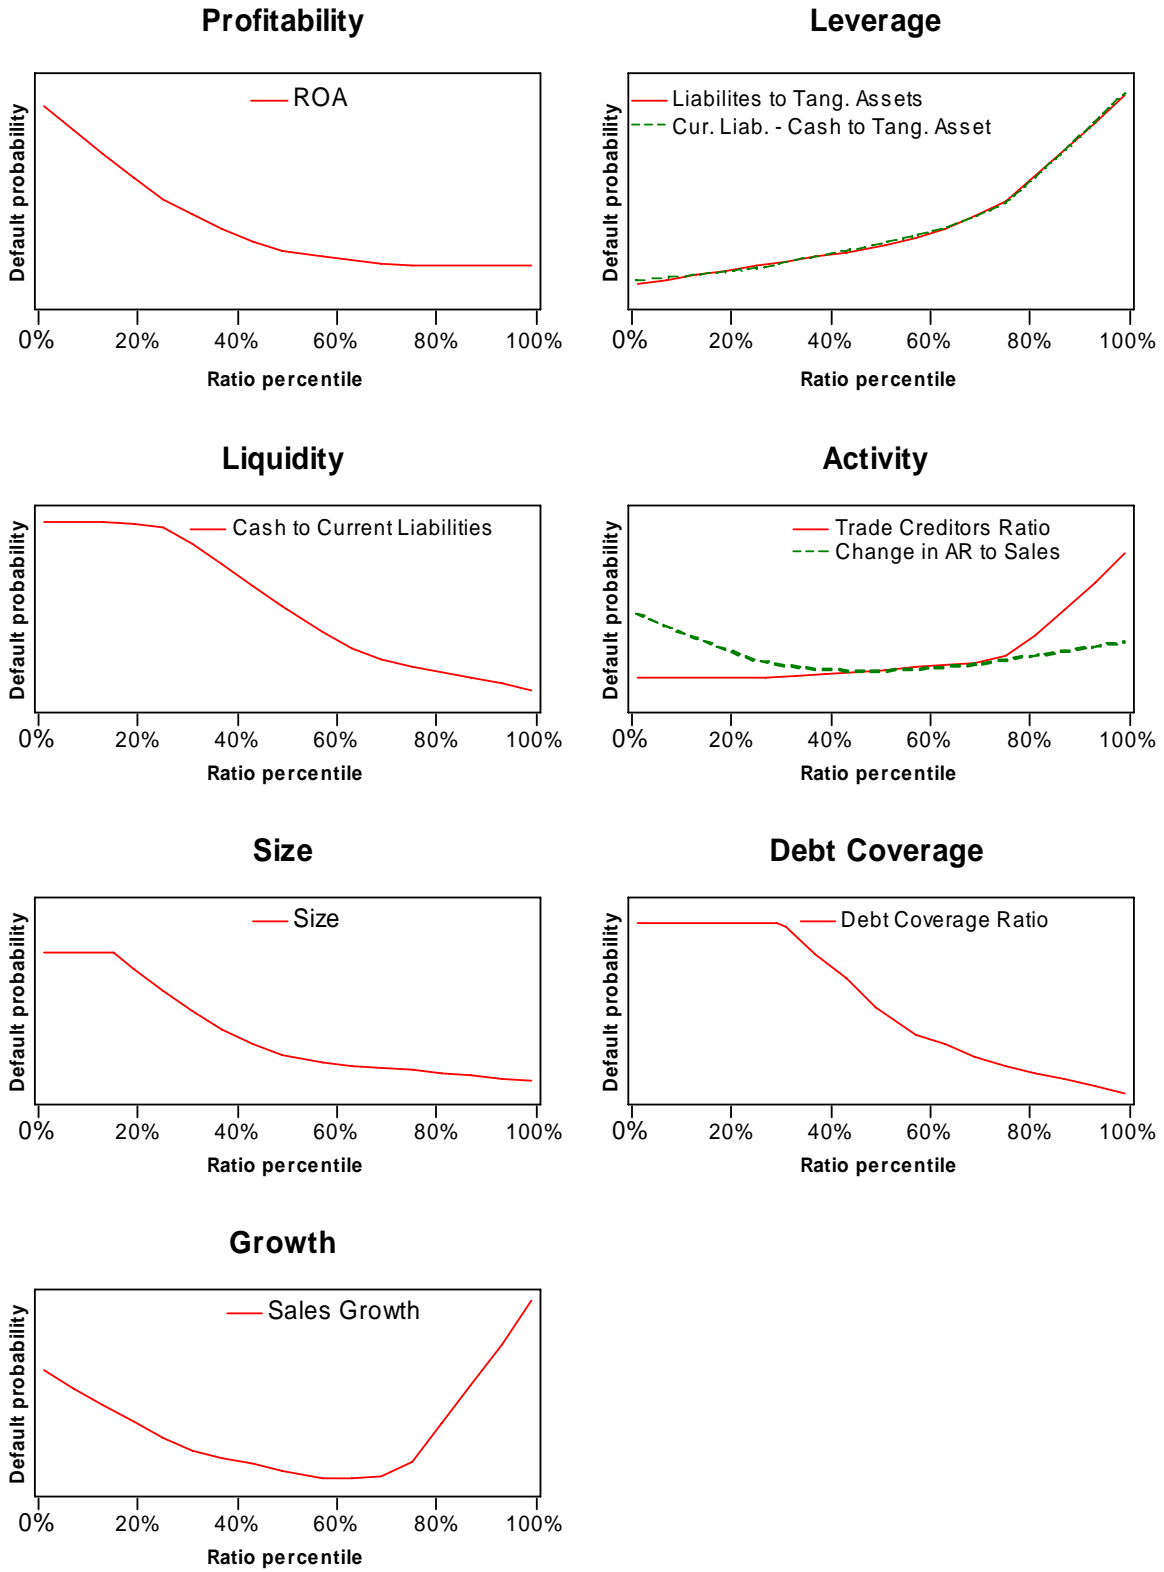 Profitability
ROA
Default probability
0% 20% 40% 60% 80% 100%
Ratio percentile
Leverage
Liabilites to Tang. Assets
Cur. Liab. - Cash to Tang. Asset
Default probability
0% 20% 40% 60% 80% 100%
Ratio percentile
Liquidity
Cash to Current Liabilities
Default probability
0% 20% 40% 60% 80% 100%
Ratio percentile
Activity
Trade Creditors Ratio
Change in AR to Sales
Default probability
0% 20% 40% 60% 80% 100%
Ratio percentile
Size
Size
Default probability
0% 20% 40% 60% 80% 100%
Ratio percentile
Debt Coverage
Debt Coverage Ratio
Default probability
0% 20% 40% 60% 80% 100%
Ratio percentile
Growth
Sales Growth
Default probability
0% 20% 40% 60% 80% 100%
Ratio percentile